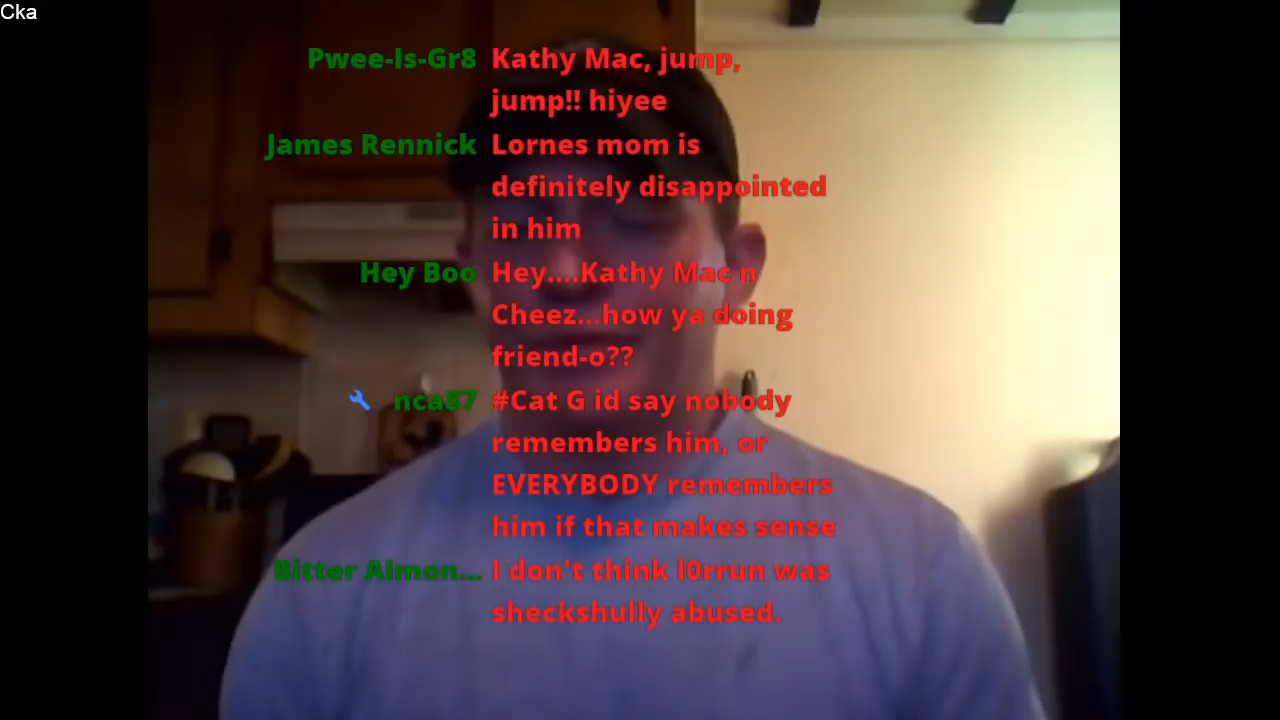 Cka
Pwee-Is-Gr8 Kathy Mac, jump,
jump!! hiyee
James Rennick Lornes mom is
definitely disappointed
in him
Hey Boo Hey....Kathy Mac n
Cheez...how ya doing
friend-o??
nca87 #Cat G id say nobody
remembers him, or
EVERYBODY remembers
him if that makes sense
Bitter Almon... I don't think l0rrun was
sheckshully abused.